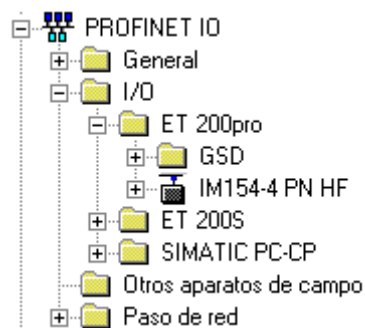 PROFINET IO
General
I/O
ET 200pro
GSD
IM154-4 PN HF
ET 200S
SIMATIC PC-CP
Otros aparatos de campo
Paso de red